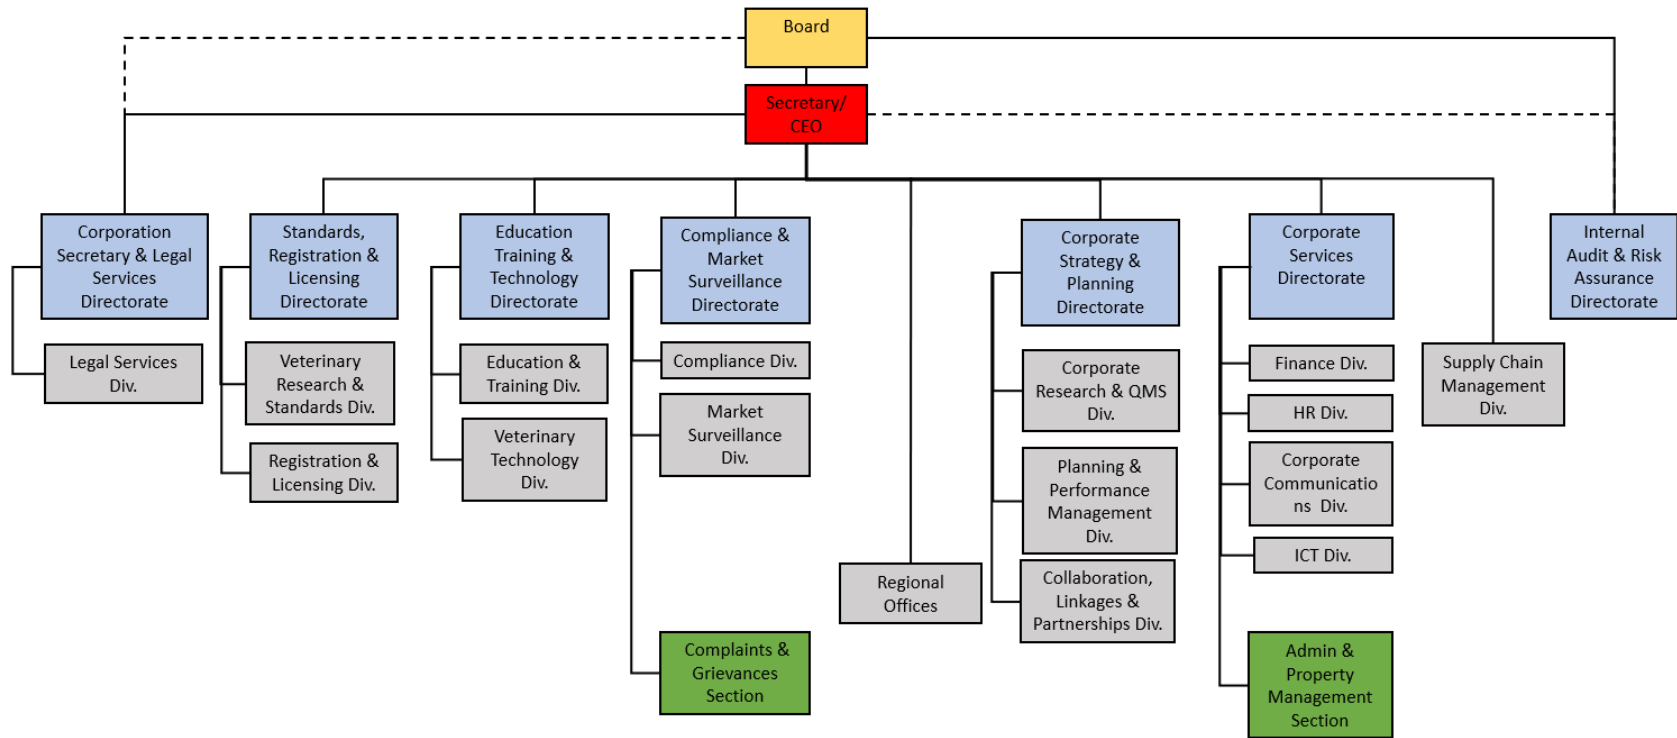 Board
Secretary/
CEO
Corporation
Secretary & Legal
Services
Directorate
Standards,
Registration &
Licensing
Directorate
Education
Training &
Technology
Directorate
Compliance &
Market
Surveillance
Directorate
Corporate
Strategy &
Planning
Directorate
Corporate
Services
Directorate
Internal
Audit & Risk
Assurance
Directorate
Legal Services
Div.
Veterinary
Research &
Standards Div.
Registration &
Licensing Div.
Education &
Training Div.
Veterinary
Technology
Div.
Compliance Div.
Market
Surveillance
Div.
Complaints &
Grievances
Section
Regional
Offices
Corporate
Research & QMS
Div.
Planning &
Performance
Management
Div.
Collaboration,
Linkages &
Partnerships Div.
Finance Div.
HR Div.
Corporate
Communicatio
ns Div.
ICT Div.
Admin &
Property
Management
Section
Supply Chain
Management
Div.